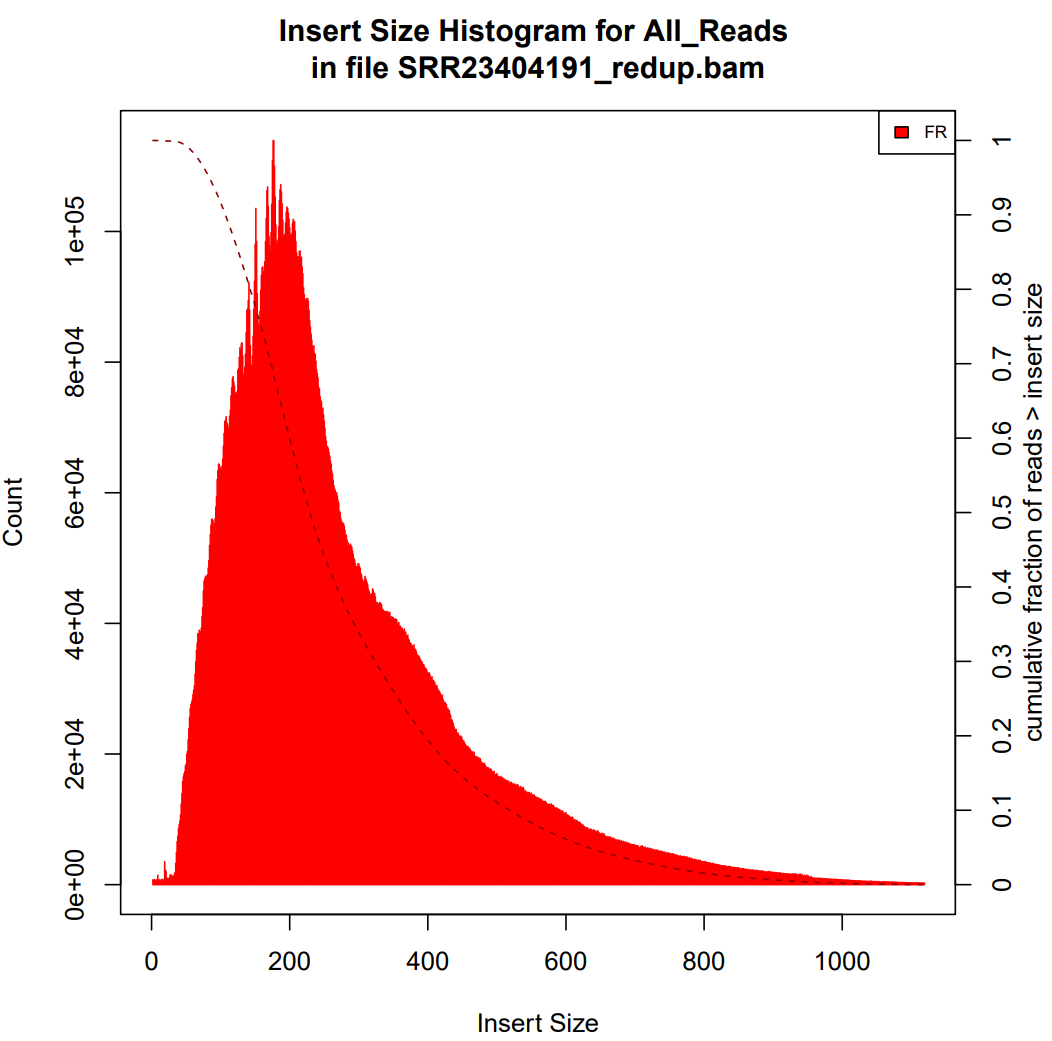 Insert Size Histogram for All_Reads
in file SRR23404191_redup.bam
FR
Count
0e+00
2e+04
4e+04
6e+04
8e+04
1e+05
0
0.1
0.2
0.3
0.4
0.5
0.6
0.7
0.8
0.9
1
cumulative fraction of reads > insert size
0 200 400 600 800 1000
Insert Size